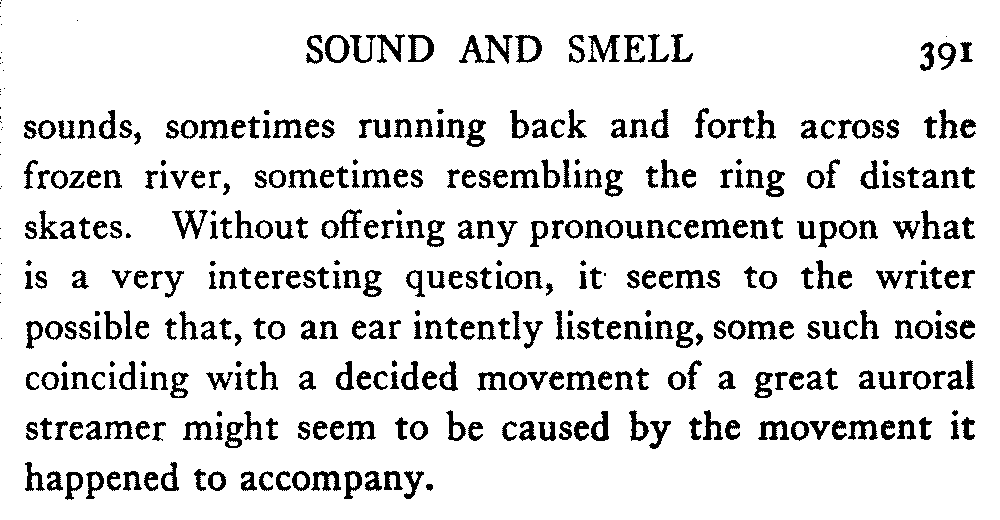 SOUND AND SMELL 391
sounds, sometimes running back and forth across the
frozen river, sometimes resembling the ring of distant
skates. Without offering any pronouncement upon what
is a very interesting question, it seems to the writer
possible that, to an ear intently listening, some such noise
coinciding with a decided movement of a great auroral
streamer might seem to be caused by the movement it
happened to accompany.